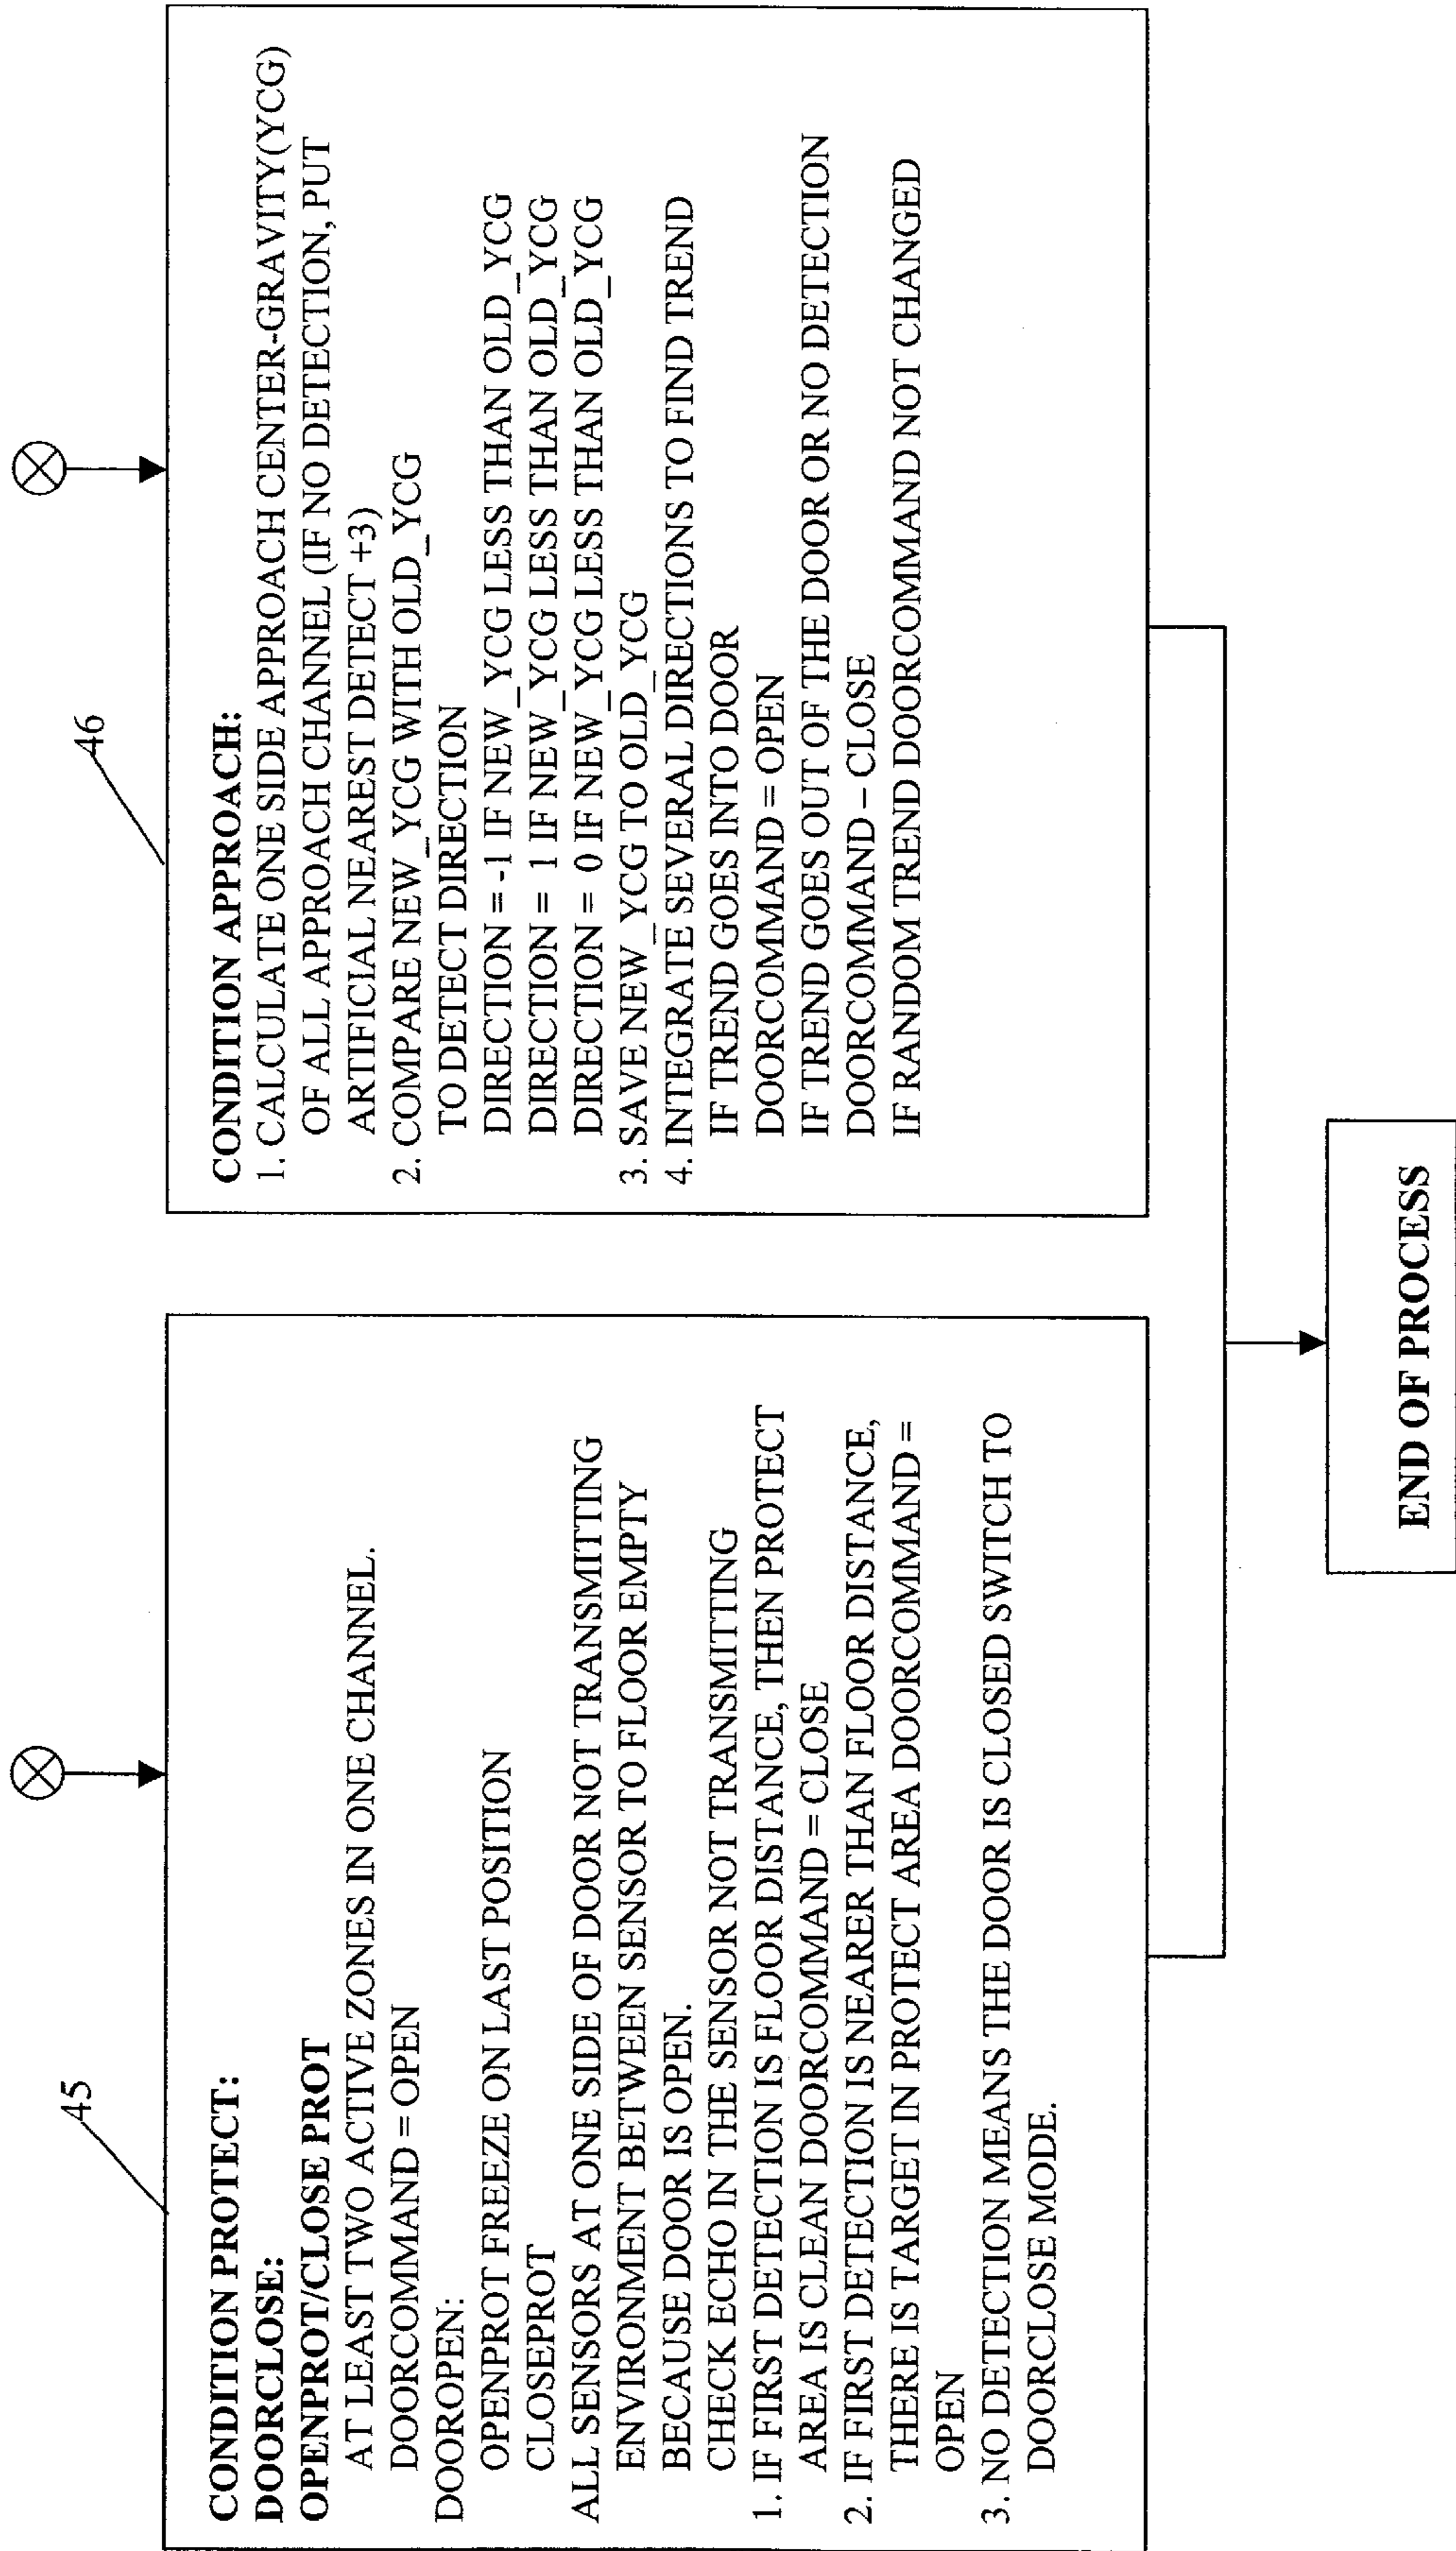 45
CONDITION PROTECT:
DOORCLOSE:
OPENPROT/CLOSE PROT
AT LEAST TWO ACTIVE ZONES IN ONE CHANNEL.
DOORCOMMAND = OPEN
DOOROPEN:
OPENPROT FREEZE ON LAST POSITION
CLOSEPROT
ALL SENSORS AT ONE SIDE OF DOOR NOT TRANSMITTING
ENVIRONMENT BETWEEN SENSOR TO FLOOR EMPTY
BECAUSE DOOR IS OPEN.
CHECK ECHO IN THE SENSOR NOT TRANSMITTING
1. IF FIRST DETECTION IS FLOOR DISTANCE, THEN PROTECT
AREA IS CLEAN DOORCOMMAND = CLOSE
2. IF FIRST DETECTION IS NEARER THAN FLOOR DISTANCE,
THERE IS TARGET IN PROTECT AREA DOORCOMMAND =
OPEN
3. NO DETECTION MEANS THE DOOR IS CLOSED SWITCH TO
DOORCLOSE MODE.
46
CONDITION APPROACH:
1. CALCULATE ONE SIDE APPROACH CENTER-GRAVITY(YCG)
OF ALL APPROACH CHANNEL (IF NO DETECTION, PUT
ARTIFICIAL NEAREST DETECT +3)
2. COMPARE NEW_YCG WITH OLD_YCG
TO DETECT DIRECTION
DIRECTION = -1 IF NEW_YCG LESS THAN OLD_YCG
DIRECTION = 1 IF NEW_YCG LESS THAN OLD_YCG
DIRECTION = 0 IF NEW_YCG LESS THAN OLD_YCG
3. SAVE NEW_YCG TO OLD_YCG
4. INTEGRATE SEVERAL DIRECTIONS TO FIND TREND
IF TREND GOES INTO DOOR
DOORCOMMAND = OPEN
IF TREND GOES OUT OF THE DOOR OR NO DETECTION
DOORCOMMAND – CLOSE
IF RANDOM TREND DOORCOMMAND NOT CHANGED
END OF PROCESS